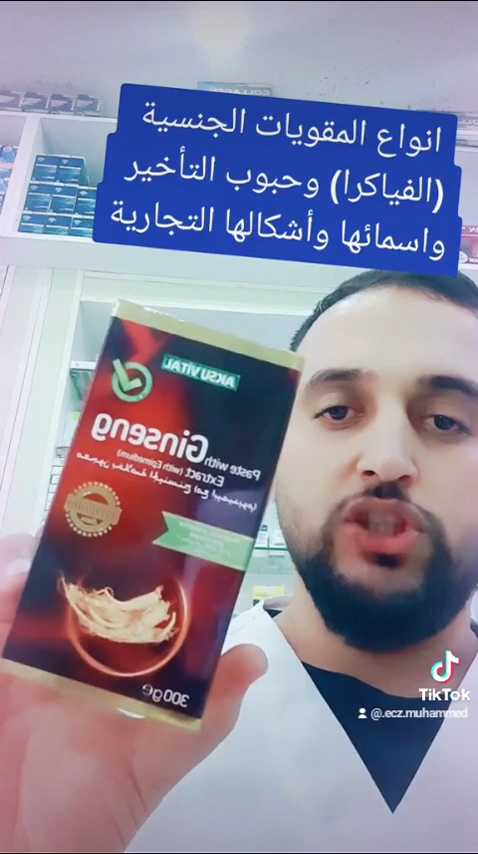 انواع المقويات الجنسية
(الفياكرا) وحبوب التأخير
واسمائها وأشكالها التجارية
AKSU VITAL
Ginseng
Paste with
Extract (with Epimedium)
300g e
TikTok
@.ecz.muhammed